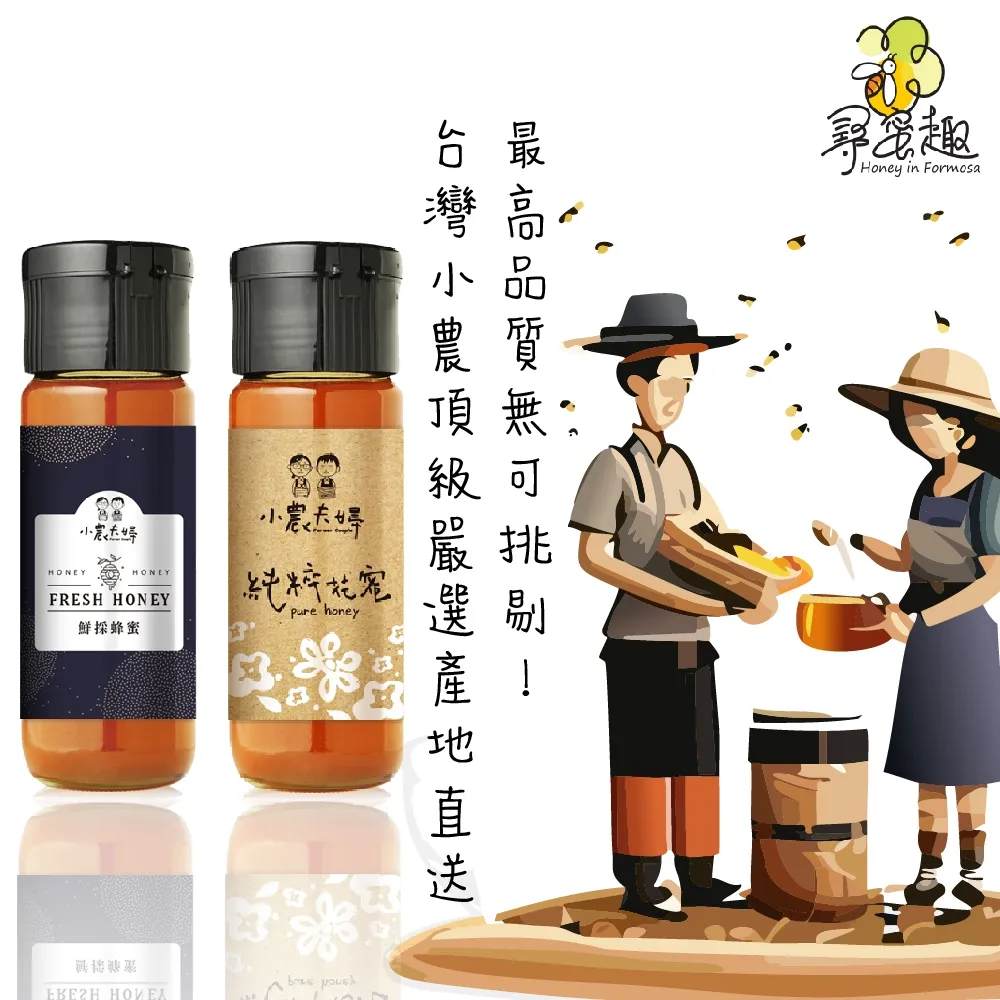 尋蜜趣
Honey in Formosa
最高品質無可挑剔！
台灣小農頂級嚴選產地直送
小農夫婦
HONEY HONEY
FRESH HONEY
鮮採蜂蜜
小農夫婦
純粹花蜜
pure honey